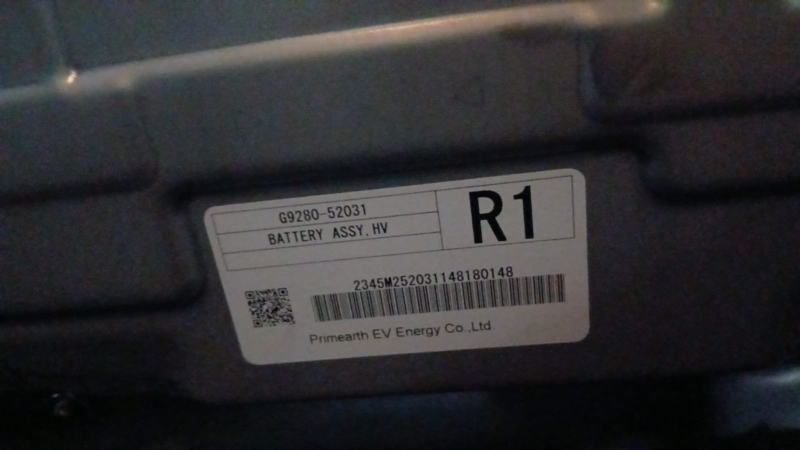 G9280-52031
BATTERY ASSY.HV
R1
2345M252031148180148
Primearth EV Energy Co.,Ltd